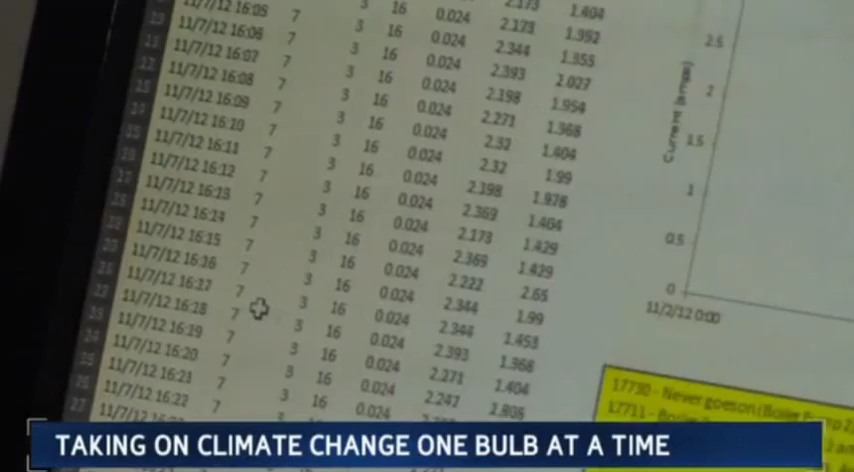 11/7/12 16:05 7 3 16 0.024 2.173 1.404
11/7/12 16:06 7 3 16 0.024 2.173 1.392
11/7/12 16:07 7 3 16 0.024 2.344 1.355
11/7/12 16:08 7 3 16 0.024 2.393 2.027
11/7/12 16:09 7 3 16 0.024 2.198 1.954
11/7/12 16:10 7 3 16 0.024 2.271 1.368
11/7/12 16:11 7 3 16 0.024 2.32 1.404
11/7/12 16:12 7 3 16 0.024 2.32 1.99
11/7/12 16:13 7 3 16 0.024 2.198 1.978
11/7/12 16:14 7 3 16 0.024 2.369 1.404
11/7/12 16:15 7 3 16 0.024 2.173 1.429
11/7/12 16:16 7 3 16 0.024 2.369 1.429
11/7/12 16:17 7 3 16 0.024 2.222 2.65
11/7/12 16:18 7 3 16 0.024 2.344 1.99
11/7/12 16:19 7 3 16 0.024 2.344 1.453
11/7/12 16:20 7 3 16 0.024 2.393 1.368
11/7/12 16:21 7 3 16 0.024 2.271 1.404
11/7/12 16:22 7 3 16 0.024 2.247
2.5
2
1.5
1
0.5
0
Current (amps)
11/2/12 0:00
17730 - Never goes on (Boiler Pump 2)
17711 - Boiler
TAKING ON CLIMATE CHANGE ONE BULB AT A TIME